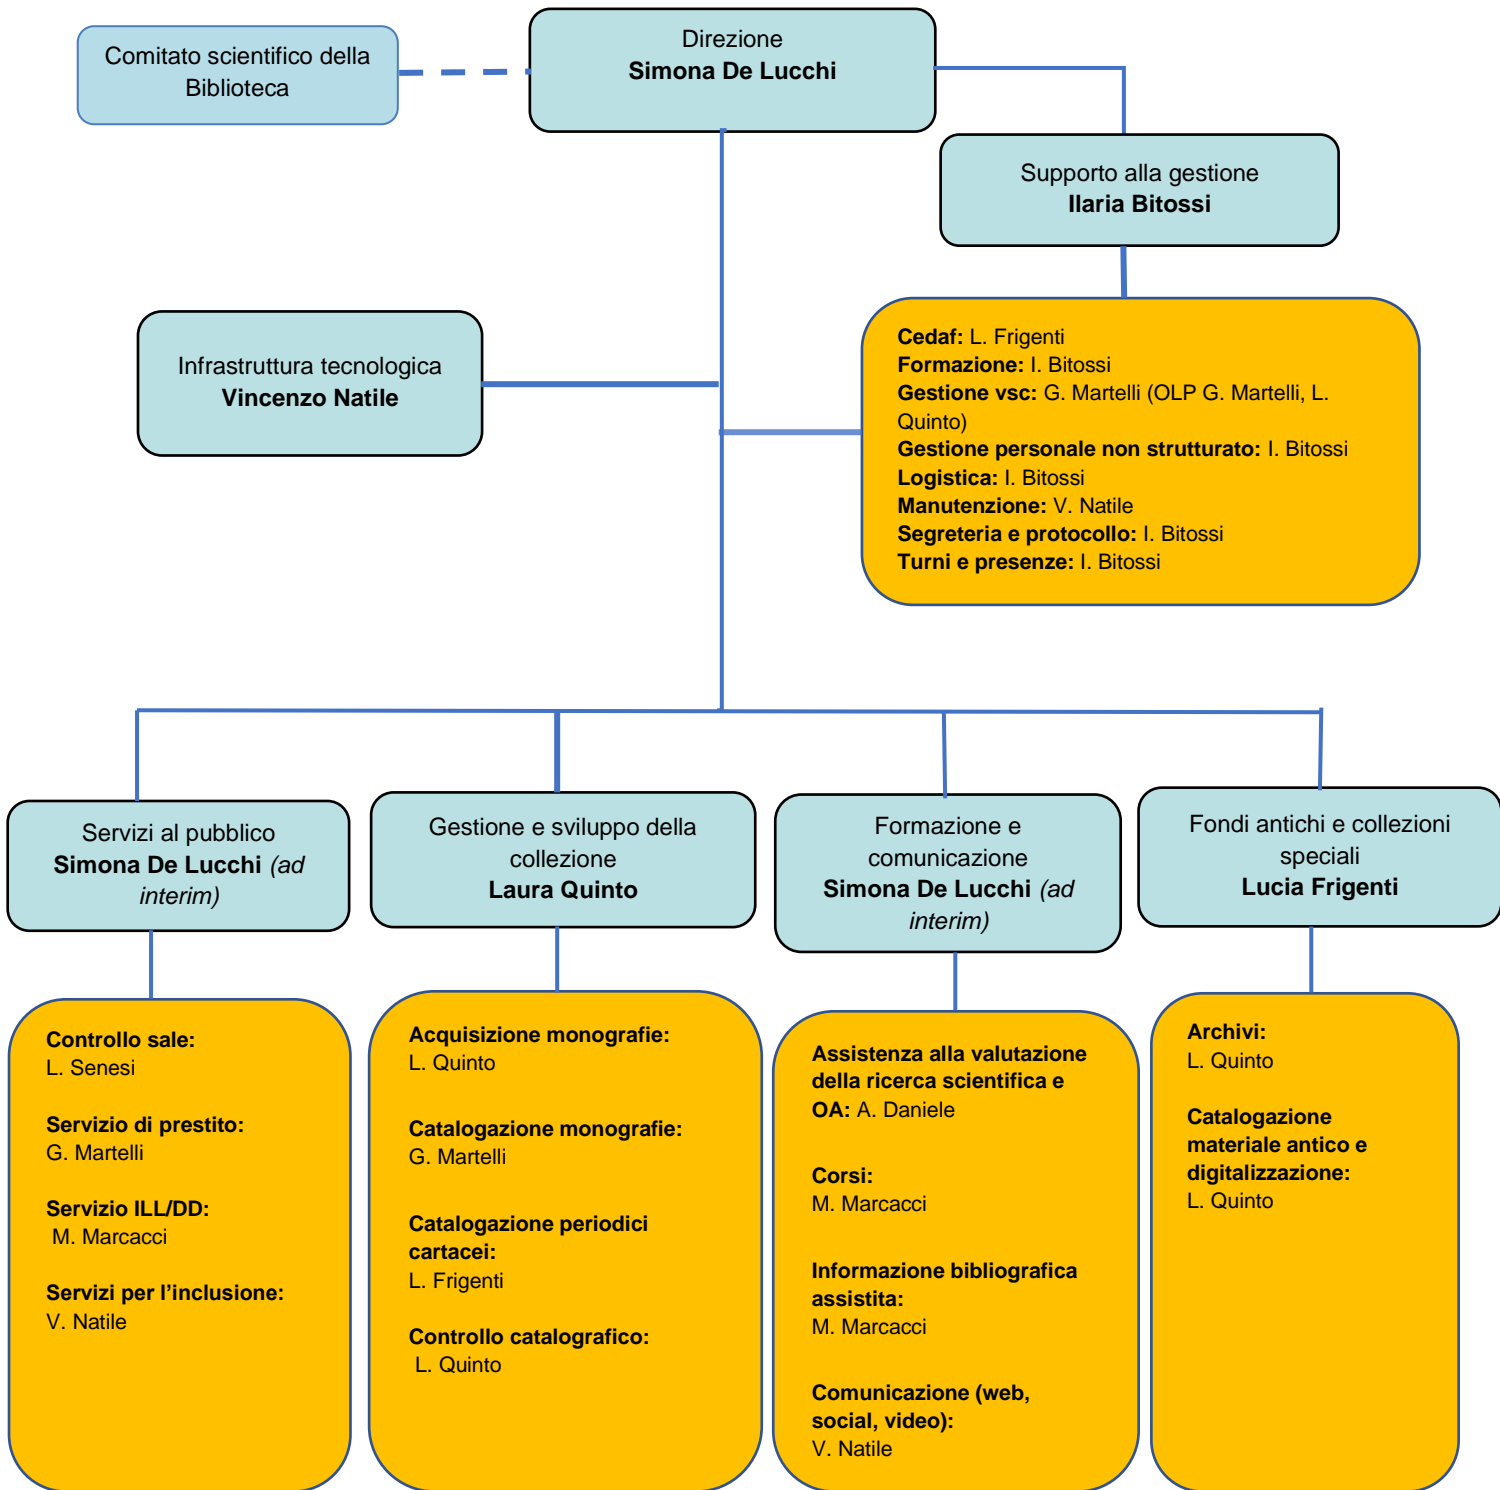 Comitato scientifico della
Biblioteca
Direzione
Simona De Lucchi
Supporto alla gestione
Ilaria Bitossi
Infrastruttura tecnologica
Vincenzo Natile
Cedaf: L. Frigenti
Formazione: I. Bitossi
Gestione vsc: G. Martelli (OLP G. Martelli, L.
Quinto)
Gestione personale non strutturato: I. Bitossi
Logistica: I. Bitossi
Manutenzione: V. Natile
Segreteria e protocollo: I. Bitossi
Turni e presenze: I. Bitossi
Servizi al pubblico
Simona De Lucchi (ad
interim)
Gestione e sviluppo della
collezione
Laura Quinto
Formazione e
comunicazione
Simona De Lucchi (ad
interim)
Fondi antichi e collezioni
speciali
Lucia Frigenti
Controllo sale:
L. Senesi
Servizio di prestito:
G. Martelli
Servizio ILL/DD:
M. Marcacci
Servizi per l’inclusione:
V. Natile
Acquisizione monografie:
L. Quinto
Catalogazione monografie:
G. Martelli
Catalogazione periodici
cartacei:
L. Frigenti
Controllo catalografico:
L. Quinto
Assistenza alla valutazione
della ricerca scientifica e
OA: A. Daniele
Corsi:
M. Marcacci
Informazione bibliografica
assistita:
M. Marcacci
Comunicazione (web,
social, video):
V. Natile
Archivi:
L. Quinto
Catalogazione
materiale antico e
digitalizzazione:
L. Quinto